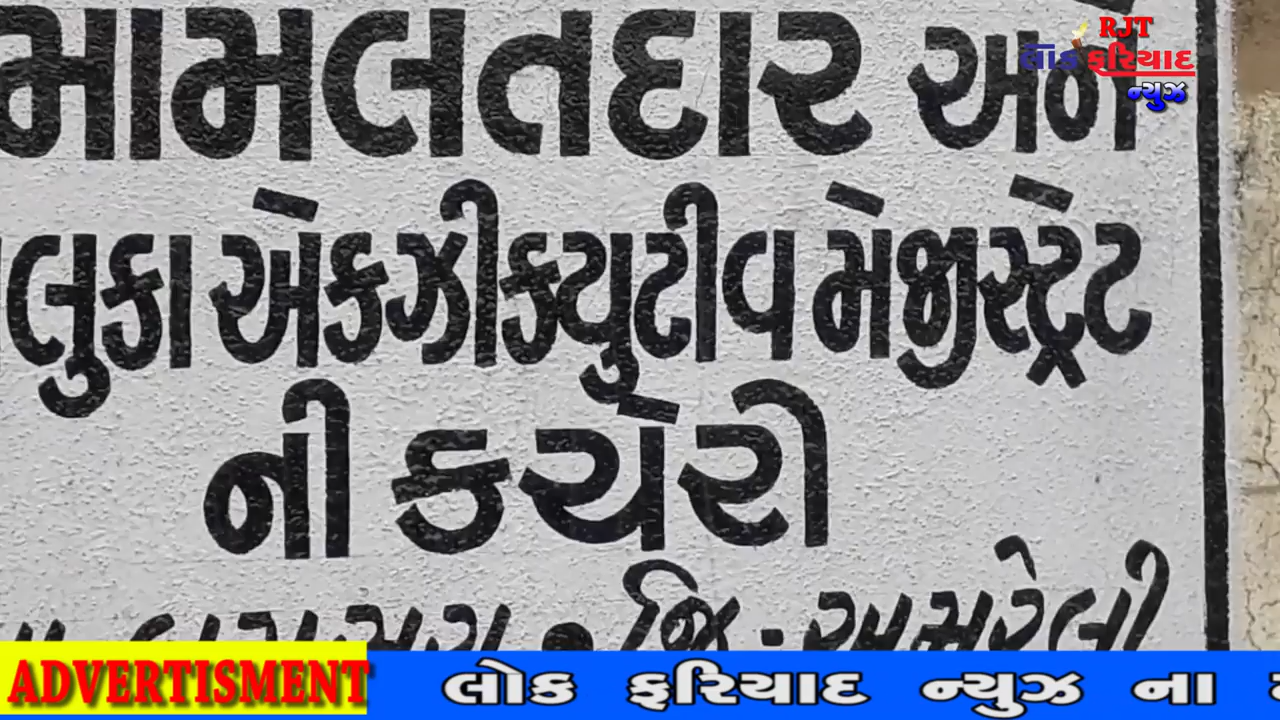 મામલતદાર અને
એકઝીક્યુટીવ મેજીસ્ટ્રેટ
ની કચેરી
જિ - અમરેલી
RJT
લોક ફરિયાદ
ન્યુઝ
ADVERTISMENT લોક ફરિયાદ ન્યુઝ ના